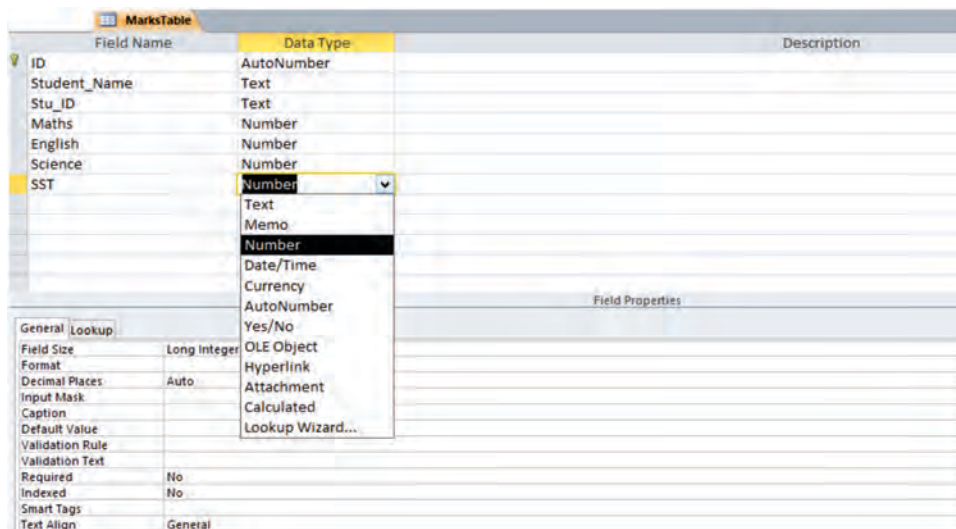 MarksTable
Field Name Data Type Description
ID AutoNumber
Student_Name Text
Stu_ID Text
Maths Number
English Number
Science Number
SST Number
Text
Memo
Number
Date/Time
Currency
AutoNumber
Yes/No
OLE Object
Hyperlink
Attachment
Calculated
Lookup Wizard...
Field Properties
General Lookup
Field Size Long Integer
Format
Decimal Places Auto
Input Mask
Caption
Default Value
Validation Rule
Validation Text
Required No
Indexed No
Smart Tags
Text Align General